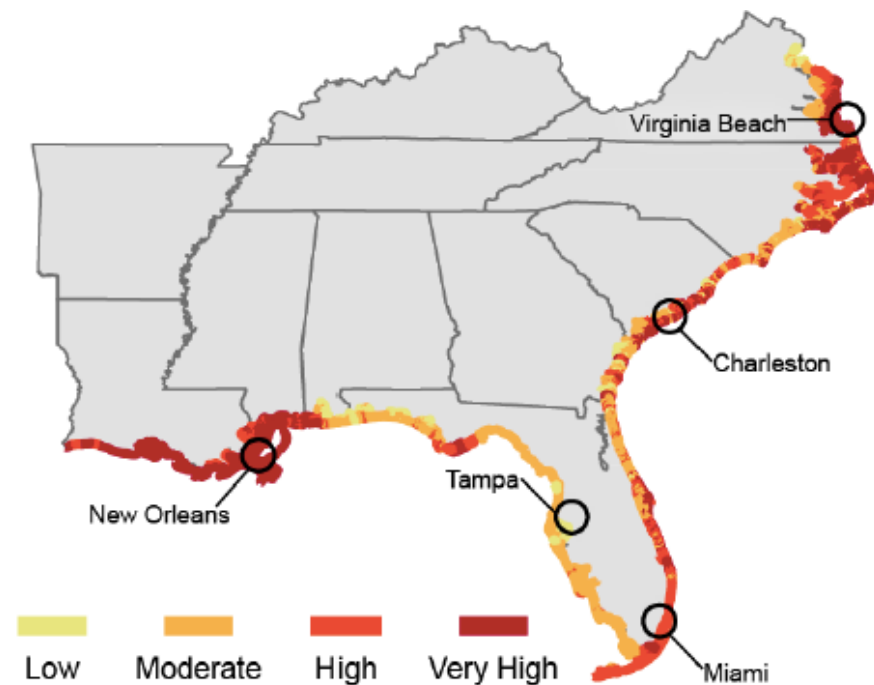 Virginia Beach
Charleston
Tampa
New Orleans
Miami
Low Moderate High Very High